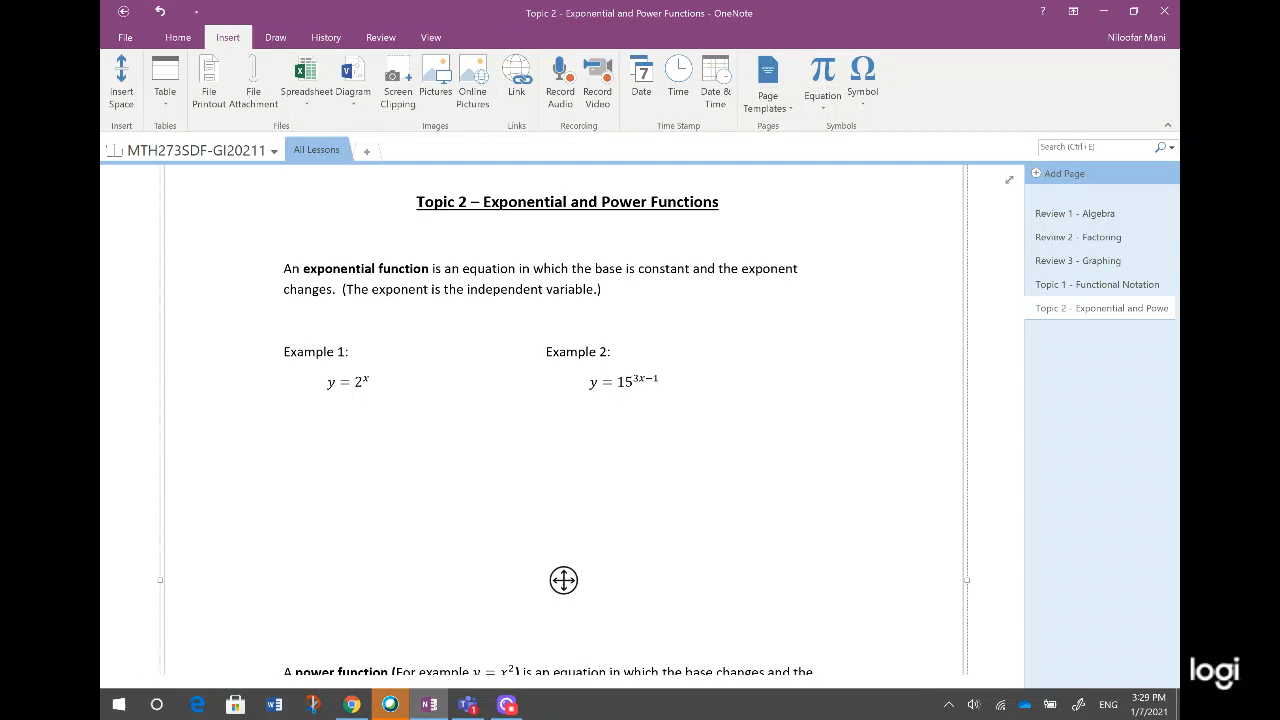 Topic 2 - Exponential and Power Functions - OneNote
?
File Home Insert Draw History Review View
Niloofar Mani
Insert Space
Table
File Printout
File Attachment
Spreadsheet
Diagram
Screen Clipping
Pictures
Online Pictures
Link
Record Audio
Record Video
Date
Time
Date & Time
Page Templates
Equation
Symbol
Insert Tables Files Images Links Recording Time Stamp Pages Symbols
MTH273SDF-GI20211
All Lessons
Search (Ctrl+E)
Add Page
Review 1 - Algebra
Review 2 - Factoring
Review 3 - Graphing
Topic 1 - Functional Notation
Topic 2 - Exponential and Powe
Topic 2 – Exponential and Power Functions
An exponential function is an equation in which the base is constant and the exponent
changes. (The exponent is the independent variable.)
Example 1: Example 2:
y = 2^x y = 15^{3x−1}
A power function (For example y = x^2) is an equation in which the base changes and the
logi
ENG
3:29 PM
1/7/2021